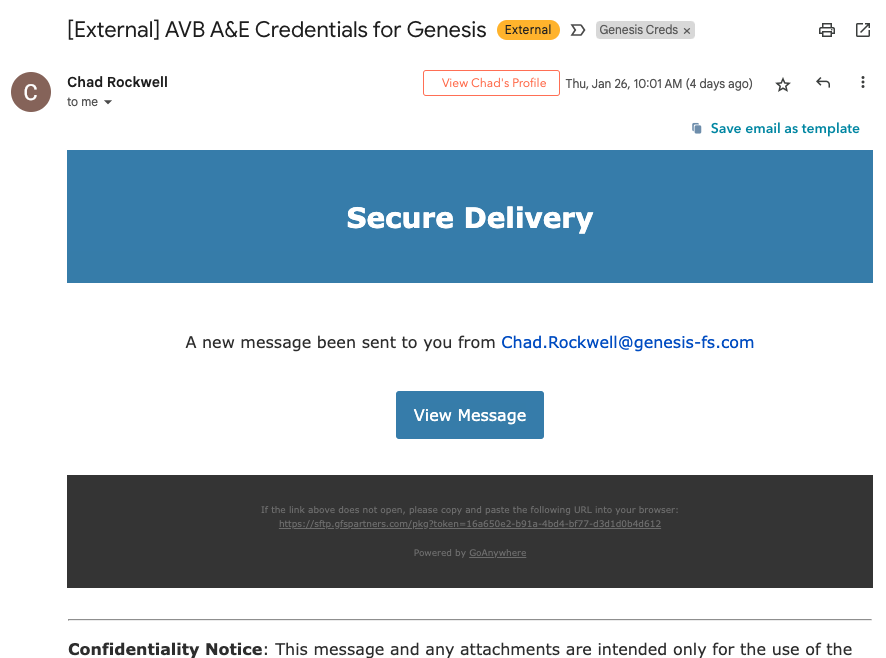 [External] AVB A&E Credentials for Genesis External Genesis Creds ×
C
Chad Rockwell View Chad's Profile Thu, Jan 26, 10:01 AM (4 days ago)
to me
Save email as template
Secure Delivery
A new message been sent to you from Chad.Rockwell@genesis-fs.com
View Message
If the link above does not open, please copy and paste the following URL into your browser:
https://sftp.gfspartners.com/pkg?token=16a650e2-b91a-4bd4-bf77-d3d1d0b4d612
Powered by GoAnywhere
Confidentiality Notice: This message and any attachments are intended only for the use of the